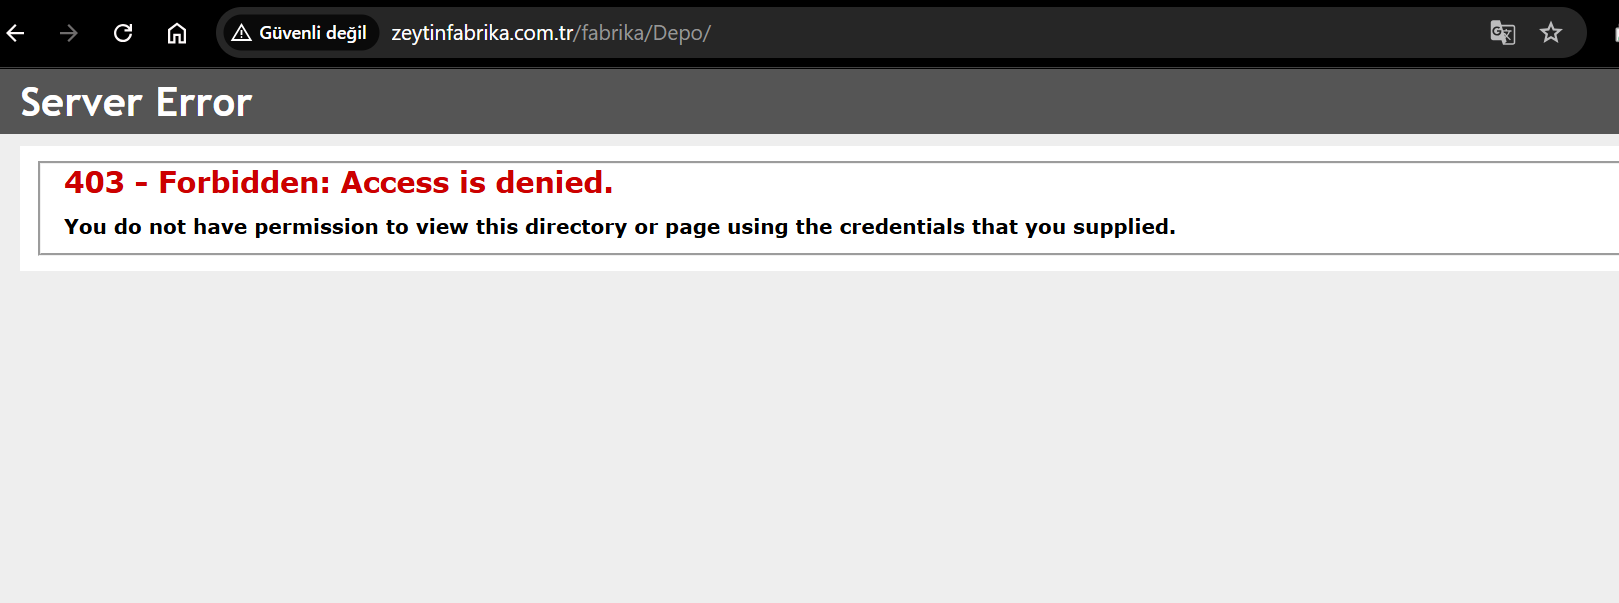 Güvenli değil zeytinfabrika.com.tr/fabrika/Depo/
Server Error
403 - Forbidden: Access is denied.
You do not have permission to view this directory or page using the credentials that you supplied.